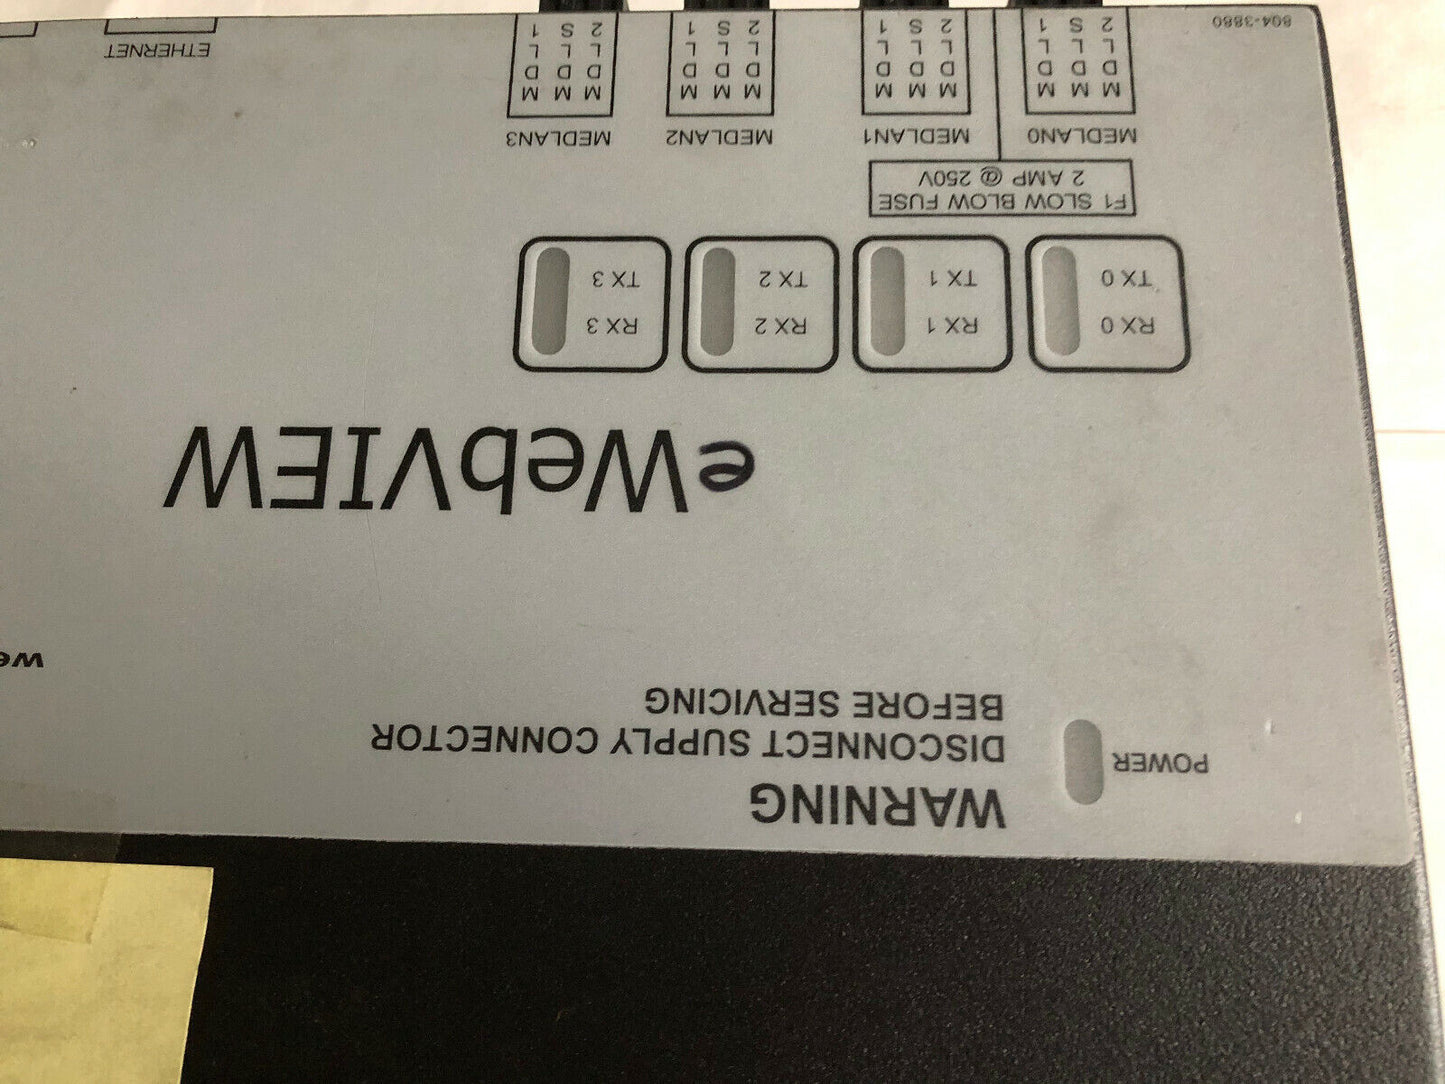 WARNING
POWER
DISCONNECT SUPPLY CONNECTOR
BEFORE SERVICING
we
eWebVIEW
RX 0 RX 1 RX 2 RX 3
TX 0 TX 1 TX 2 TX 3
F1 SLOW BLOW FUSE
2 AMP @ 250V
MEDLAN0 MEDLAN1 MEDLAN2 MEDLAN3
M M M M M M M M M M M M
D D D D D D D D D D D D
L L L L L L L L L L L L
2 S 1 2 S 1 2 S 1 2 S 1
ETHERNET
804-3880